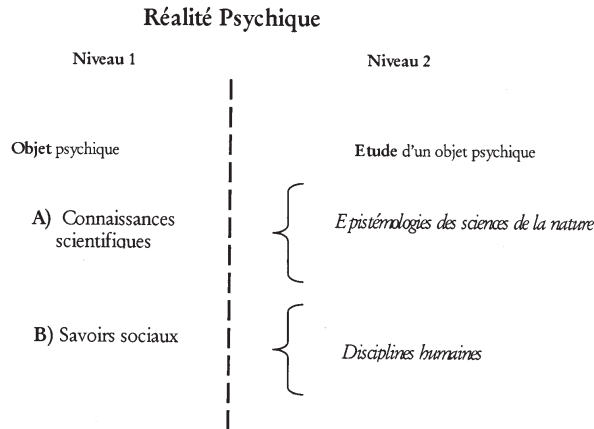 Réalité Psychique
Niveau 1
Niveau 2
Objet psychique
Etude d'un objet psychique
A) Connaissances
scientifiques
Epistémologies des sciences de la nature
B) Savoirs sociaux
Disciplines humaines